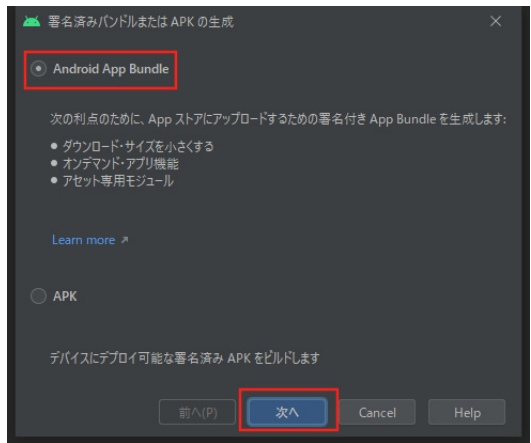 署名済みバンドルまたは APK の生成
Android App Bundle
次の利点のために、App ストアにアップロードするための署名付き App Bundle を生成します:
● ダウンロード・サイズを小さくする
● オンデマンド・アプリ機能
● アセット専用モジュール
Learn more ↗
APK
デバイスにデプロイ可能な署名済み APK をビルドします
前へ(P) 次へ Cancel Help